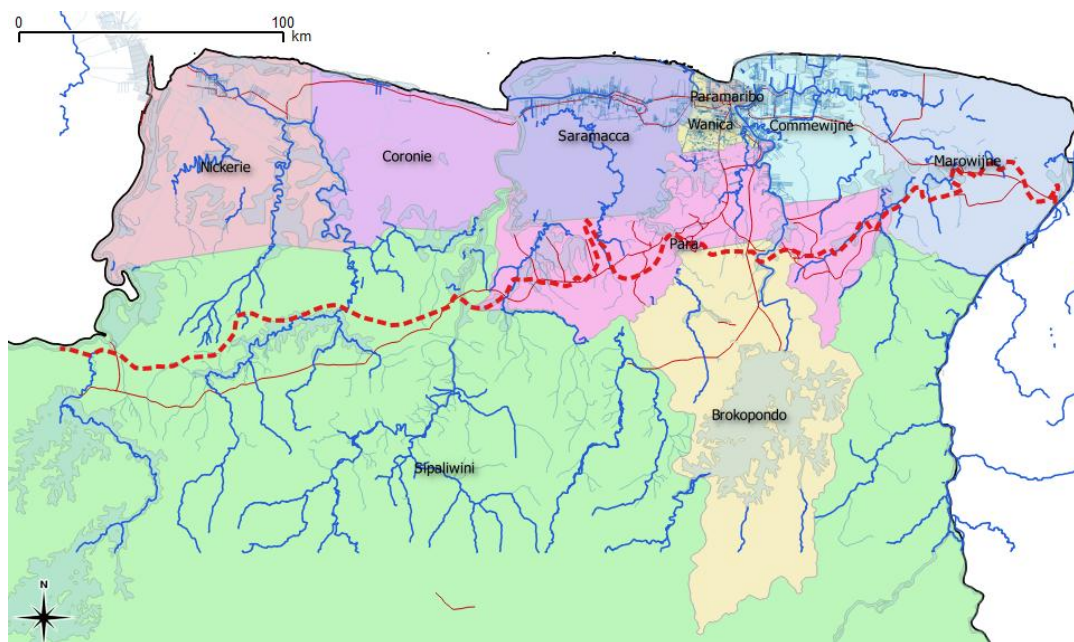 0
100
km
Paramaribo
Wanica
Commewijne
Saramacca
Coronie
Nickerie
Marowijne
Para
Brokopondo
Sipaliwini
N